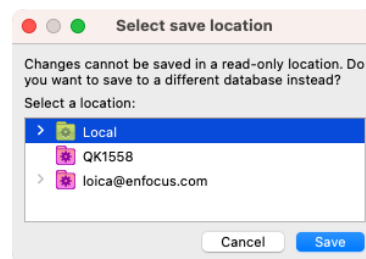 Select save location
Changes cannot be saved in a read-only location. Do
you want to save to a different database instead?
Select a location:
Local
QK1558
loica@enfocus.com
Cancel
Save